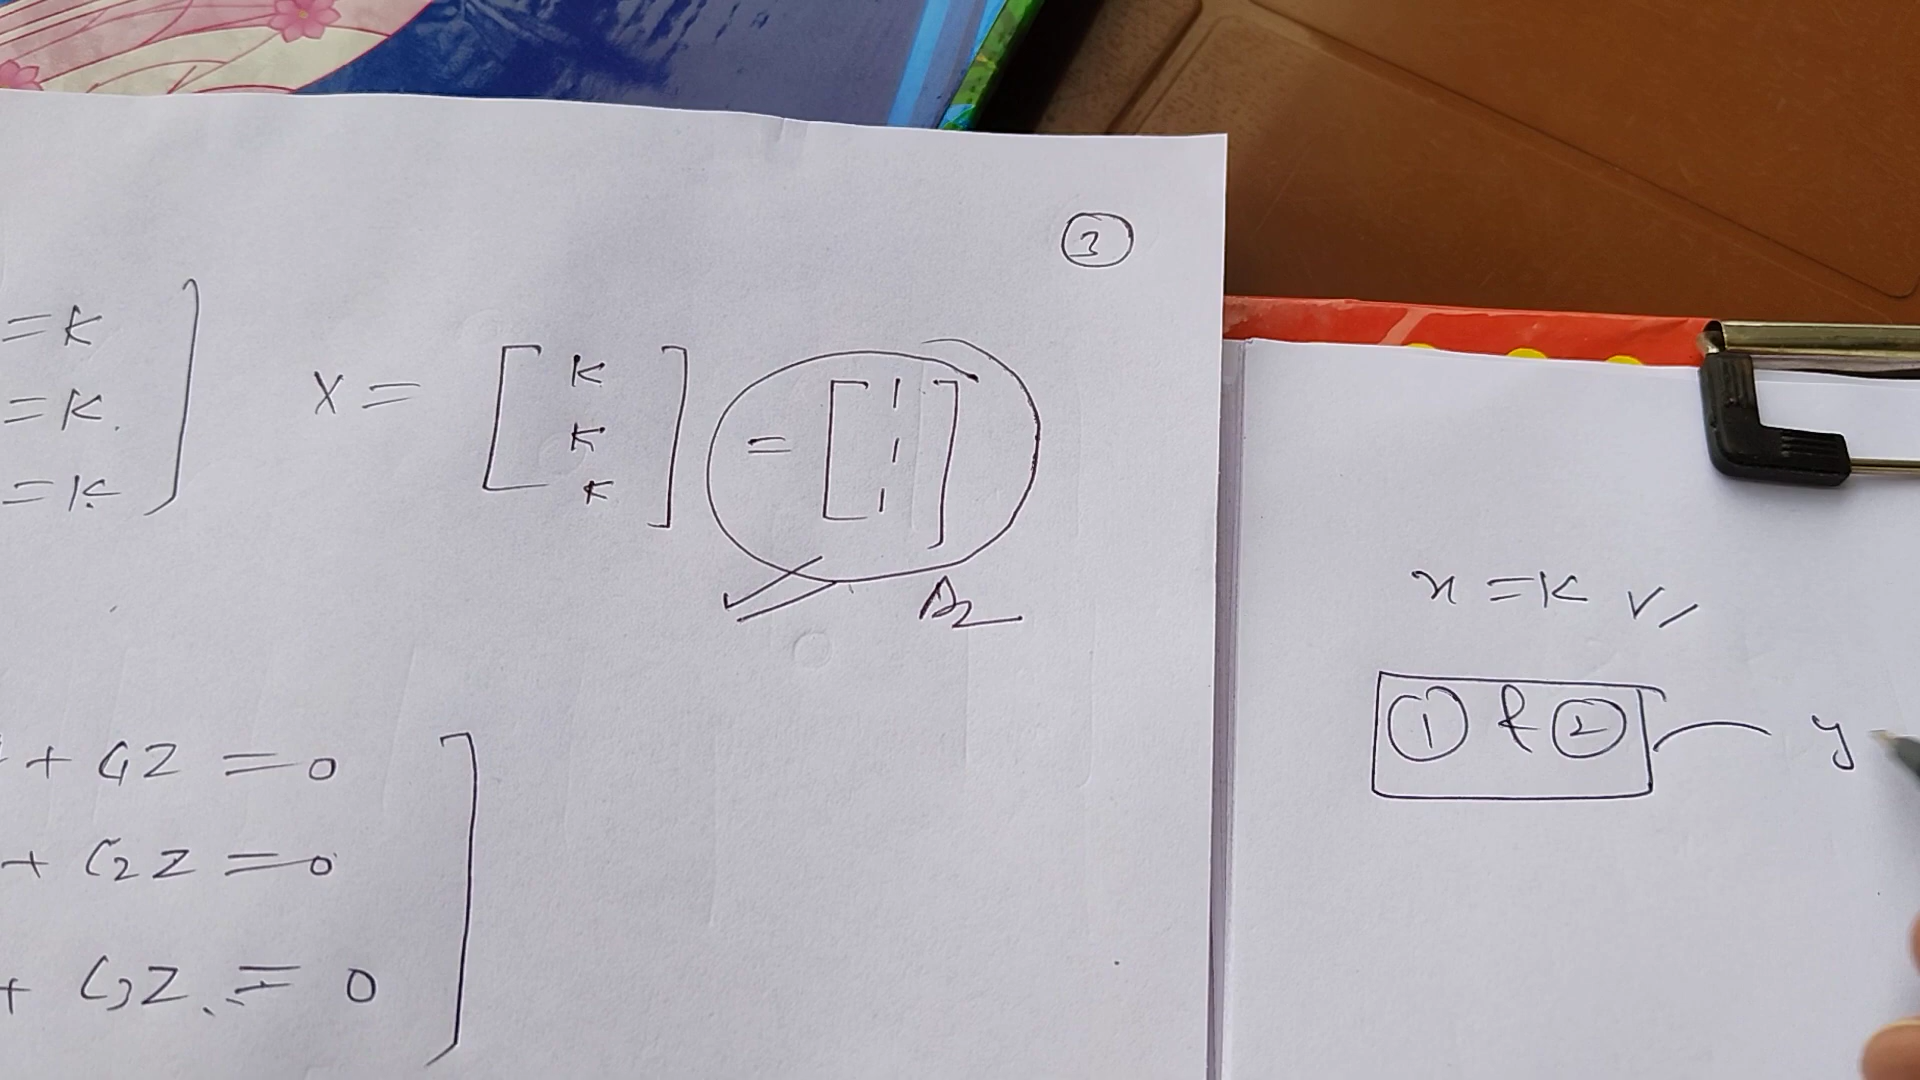 3
= K
= K.
= K
X = [ K K K ] = [ 1 1 1 ]
+ C1Z = 0
+ C2Z = 0
+ C3Z. = 0
x = K
1 & 2
y